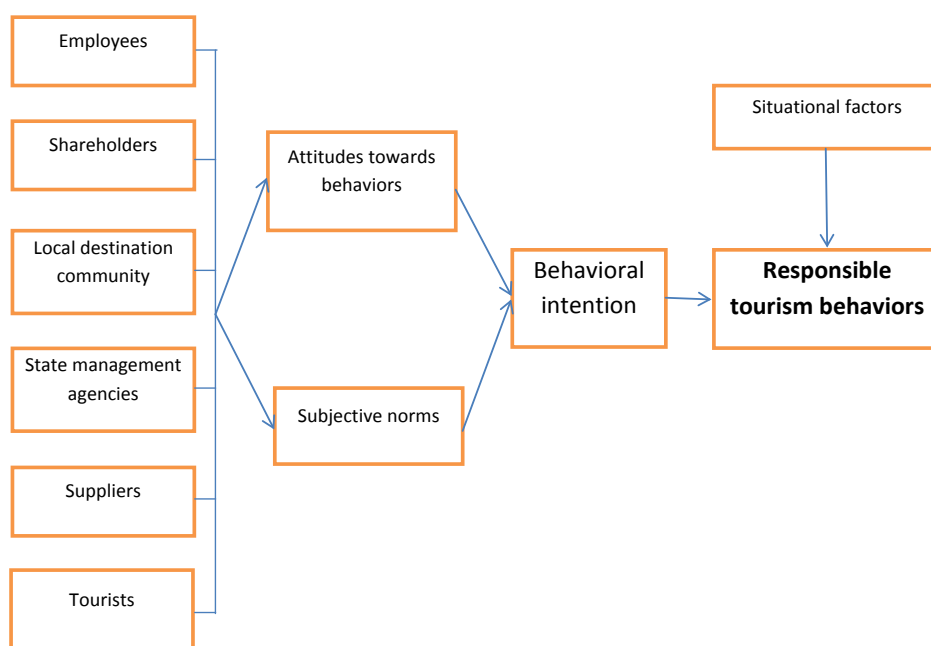 Employees
Shareholders
Local destination
community
State management
agencies
Suppliers
Tourists
Attitudes towards
behaviors
Subjective norms
Behavioral
intention
Situational factors
Responsible
tourism behaviors